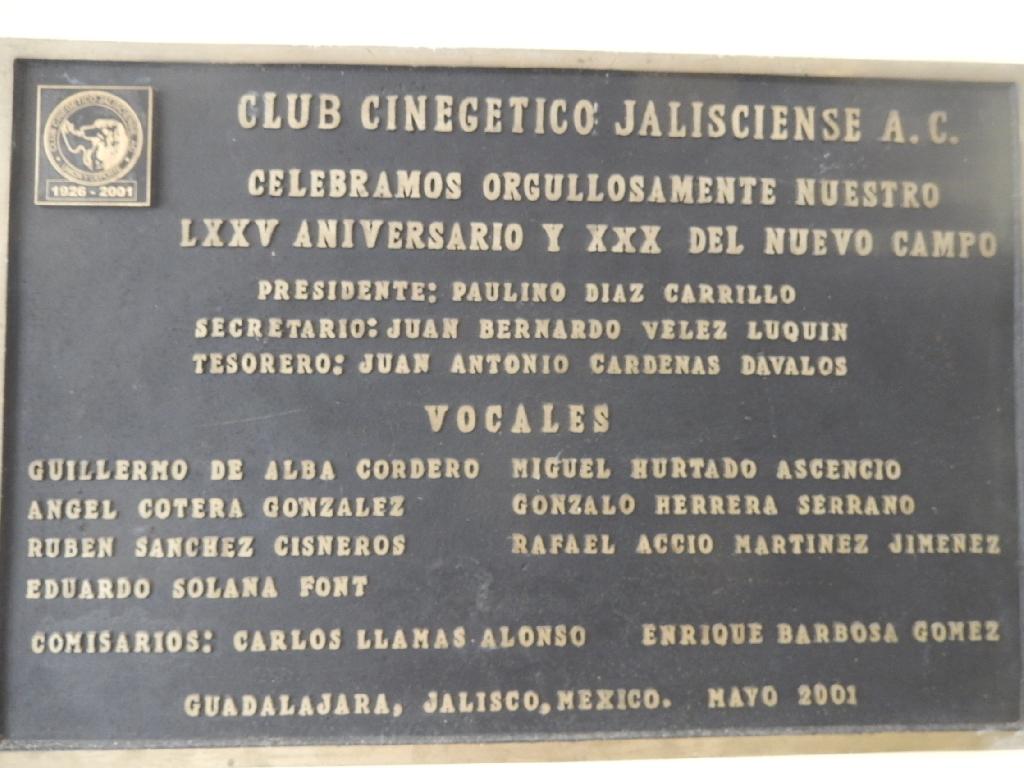 CLUB CINEGETICO JALISCIENSE A.C.
1926 - 2001
CELEBRAMOS ORGULLOSAMENTE NUESTRO
LXXV ANIVERSARIO Y XXX DEL NUEVO CAMPO
PRESIDENTE: PAULINO DIAZ CARRILLO
SECRETARIO: JUAN BERNARDO VELEZ LUQUIN
TESORERO: JUAN ANTONIO CARDENAS DAVALOS
VOCALES
GUILLERMO DE ALBA CORDERO MIGUEL HURTADO ASCENCIO
ANGEL COTERA GONZALEZ GONZALO HERRERA SERRANO
RUBEN SANCHEZ CISNEROS RAFAEL ACCIO MARTINEZ JIMENEZ
EDUARDO SOLANA FONT
COMISARIOS: CARLOS LLAMAS ALONSO ENRIQUE BARBOSA GOMEZ
GUADALAJARA, JALISCO, MEXICO. MAYO 2001